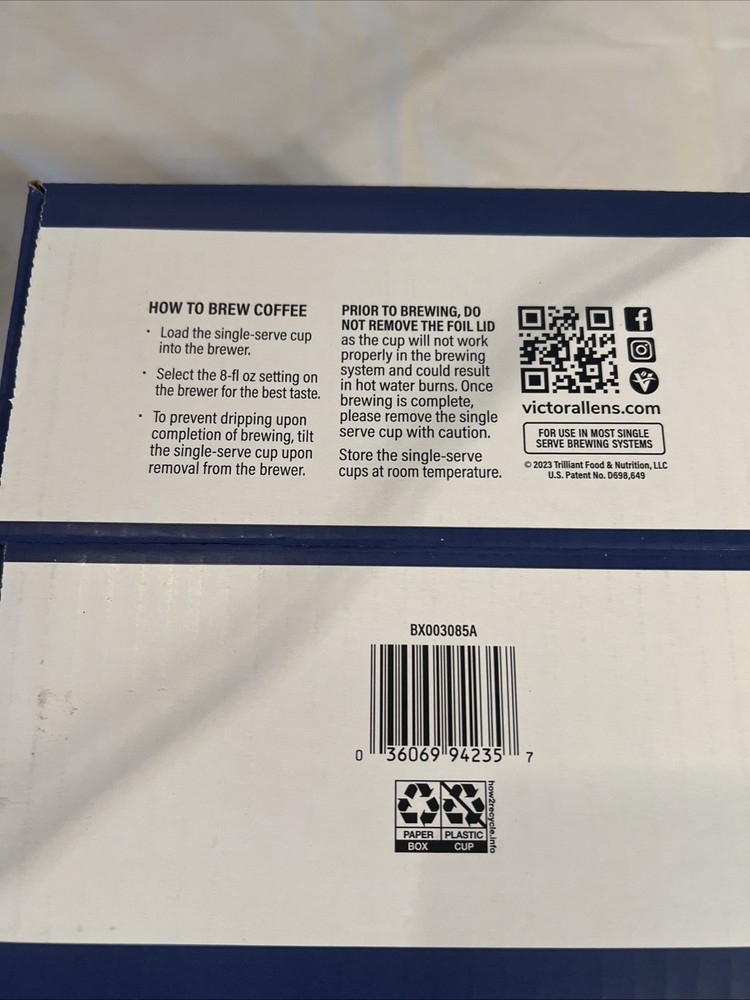 HOW TO BREW COFFEE
· Load the single-serve cup
into the brewer.
· Select the 8-fl oz setting on
the brewer for the best taste.
· To prevent dripping upon
completion of brewing, tilt
the single-serve cup upon
removal from the brewer.
PRIOR TO BREWING, DO
NOT REMOVE THE FOIL LID
as the cup will not work
properly in the brewing
system and could result
in hot water burns. Once
brewing is complete,
please remove the single
serve cup with caution.
Store the single-serve
cups at room temperature.
victorallens.com
FOR USE IN MOST SINGLE
SERVE BREWING SYSTEMS
© 2023 Trilliant Food & Nutrition, LLC
U.S. Patent No. D698,649
BX003085A
0 36069 94235 7
how2recycle.info
PAPER PLASTIC
BOX CUP